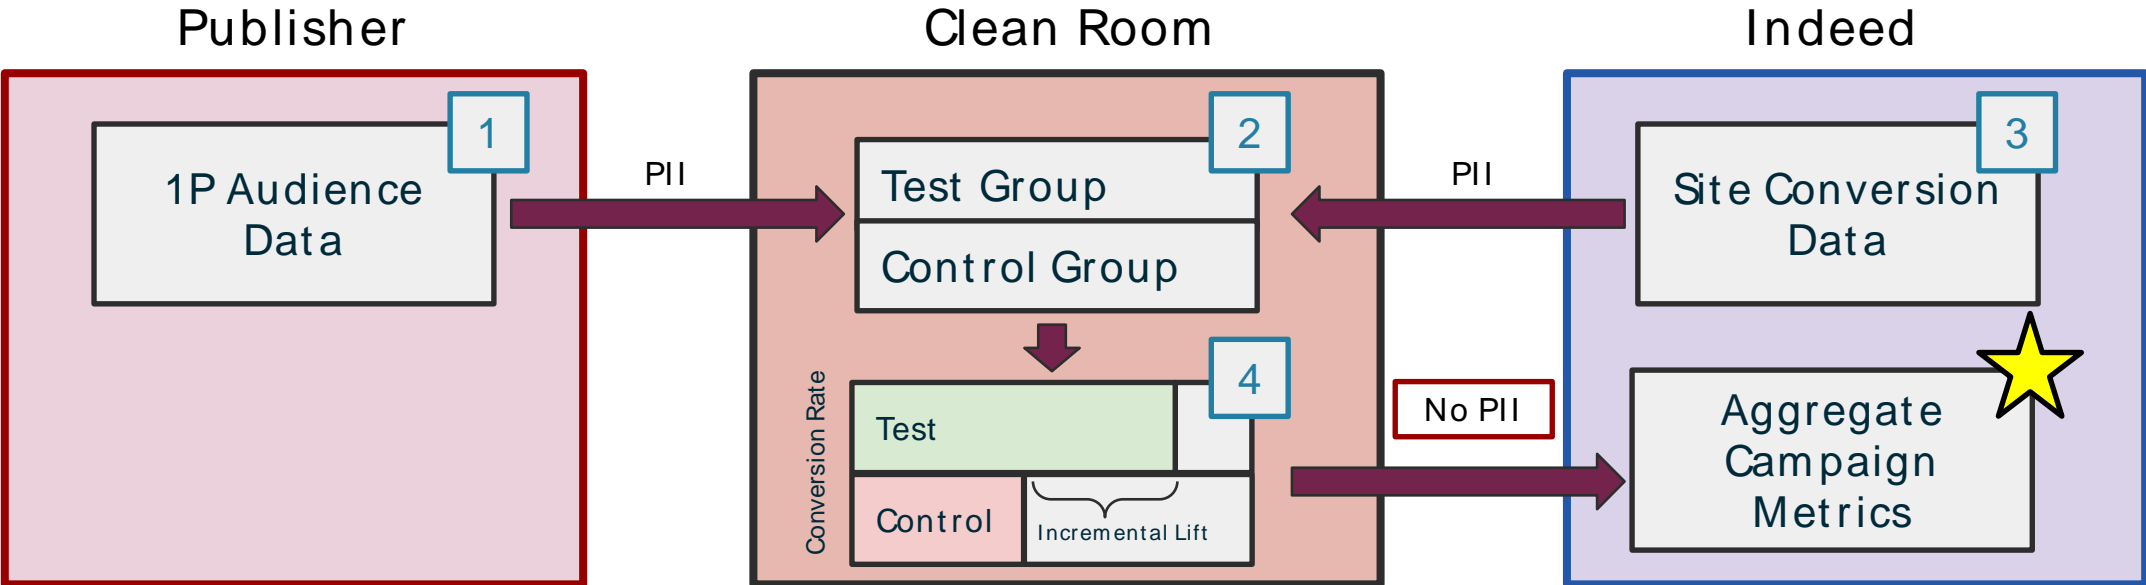 Publisher
Clean Room
Indeed
1
1P Audience
Data
PII
2
Test Group
Control Group
PII
3
Site Conversion
Data
Conversion Rate
4
Test
Control
Incremental Lift
No PII
Aggregate
Campaign
Metrics